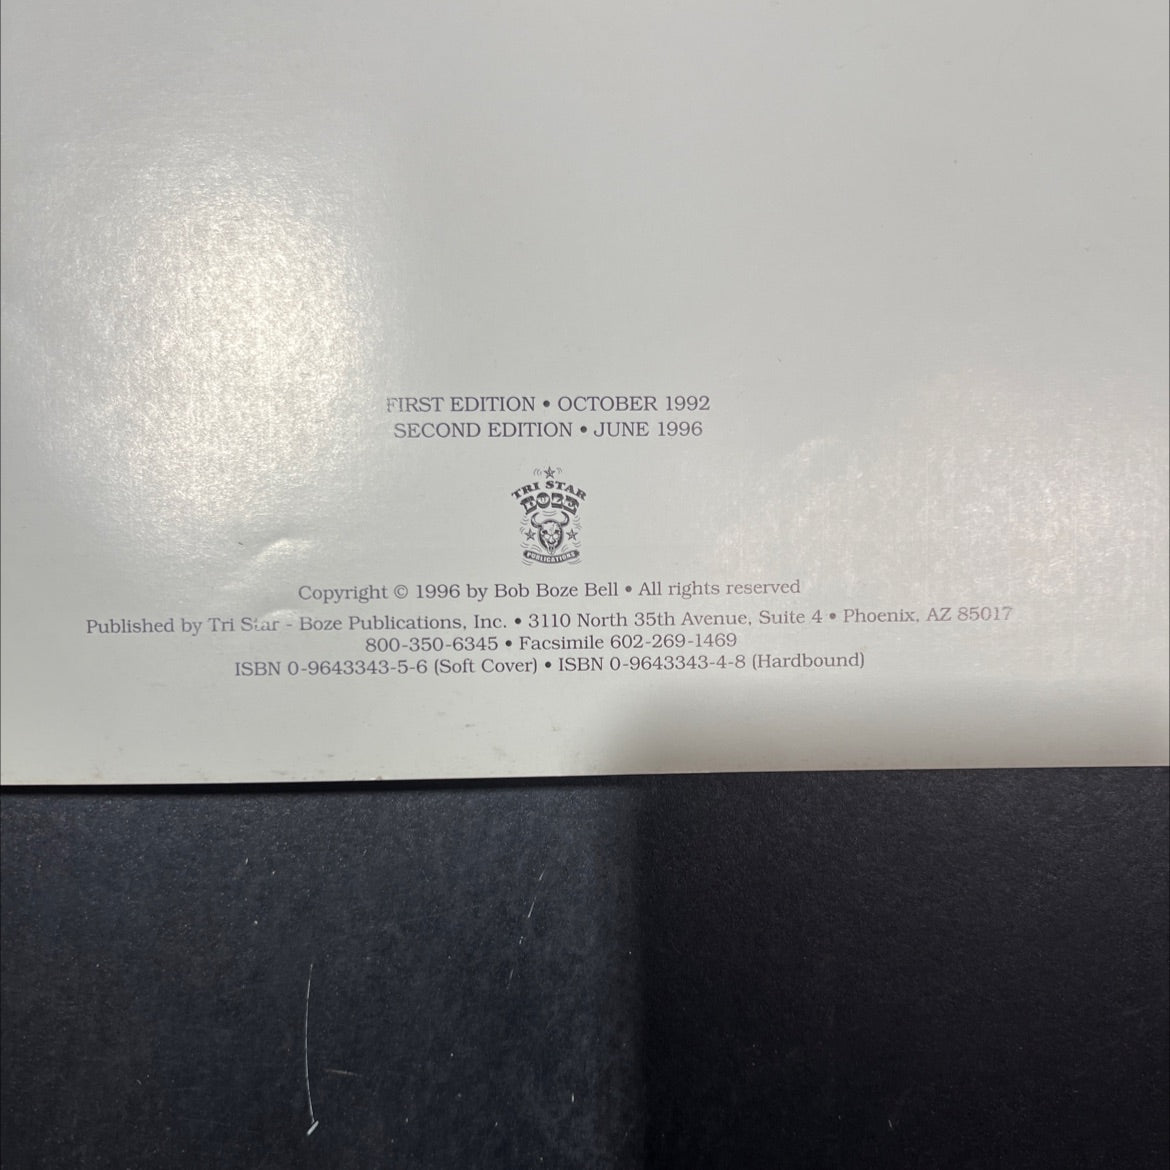 FIRST EDITION • OCTOBER 1992
SECOND EDITION • JUNE 1996
TRI STAR
BOZE
PUBLICATIONS
Copyright © 1996 by Bob Boze Bell • All rights reserved
Published by Tri Star - Boze Publications, Inc. • 3110 North 35th Avenue, Suite 4 • Phoenix, AZ 85017
800-350-6345 • Facsimile 602-269-1469
ISBN 0-9643343-5-6 (Soft Cover) • ISBN 0-9643343-4-8 (Hardbound)